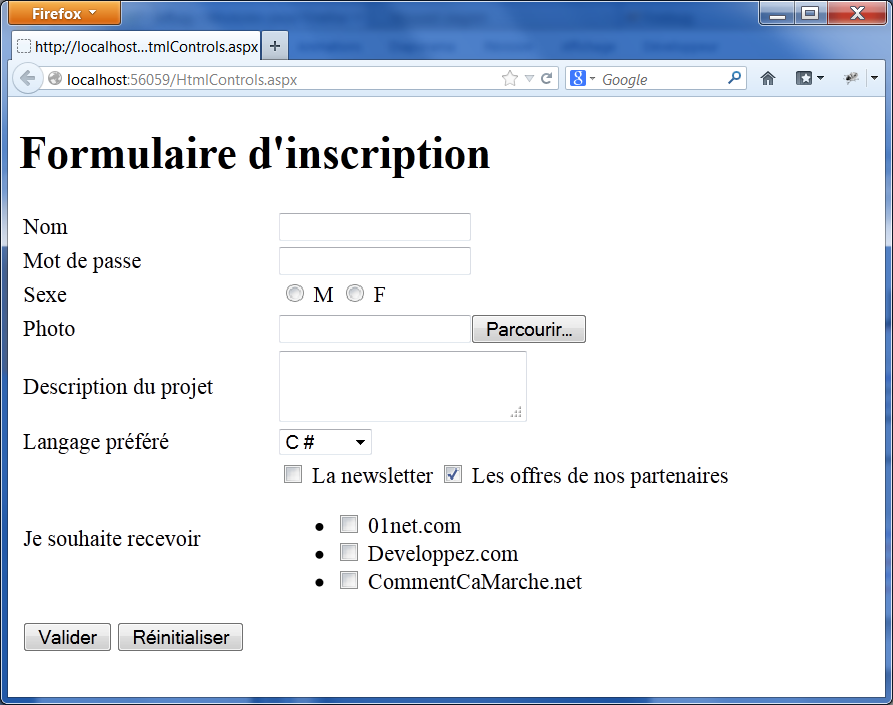 Firefox
http://localhost...tmlControls.aspx +
localhost:56059/HtmlControls.aspx 8 Google
Formulaire d'inscription
Nom
Mot de passe
Sexe M F
Photo Parcourir...
Description du projet
Langage préféré C #
La newsletter Les offres de nos partenaires
Je souhaite recevoir
01net.com
Developpez.com
CommentCaMarche.net
Valider Réinitialiser